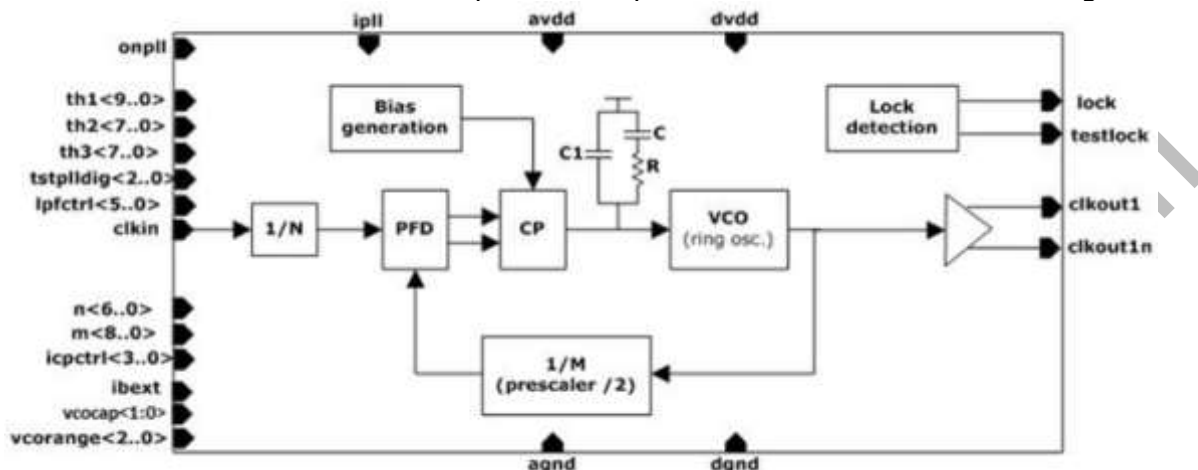 ipll avdd dvdd
onpll
th1<9..0>
th2<7..0>
th3<7..0>
tstplldig<2..0>
lpfctrl<5..0>
clkin
n<6..0>
m<8..0>
icpctrl<3..0>
ibext
vcocap<1:0>
vcorange<2..0>
Bias
generation
C
C1
R
Lock
detection
lock
testlock
1/N
PFD
CP
VCO
(ring osc.)
clkout1
clkout1n
1/M
(prescaler /2)
agnd dgnd